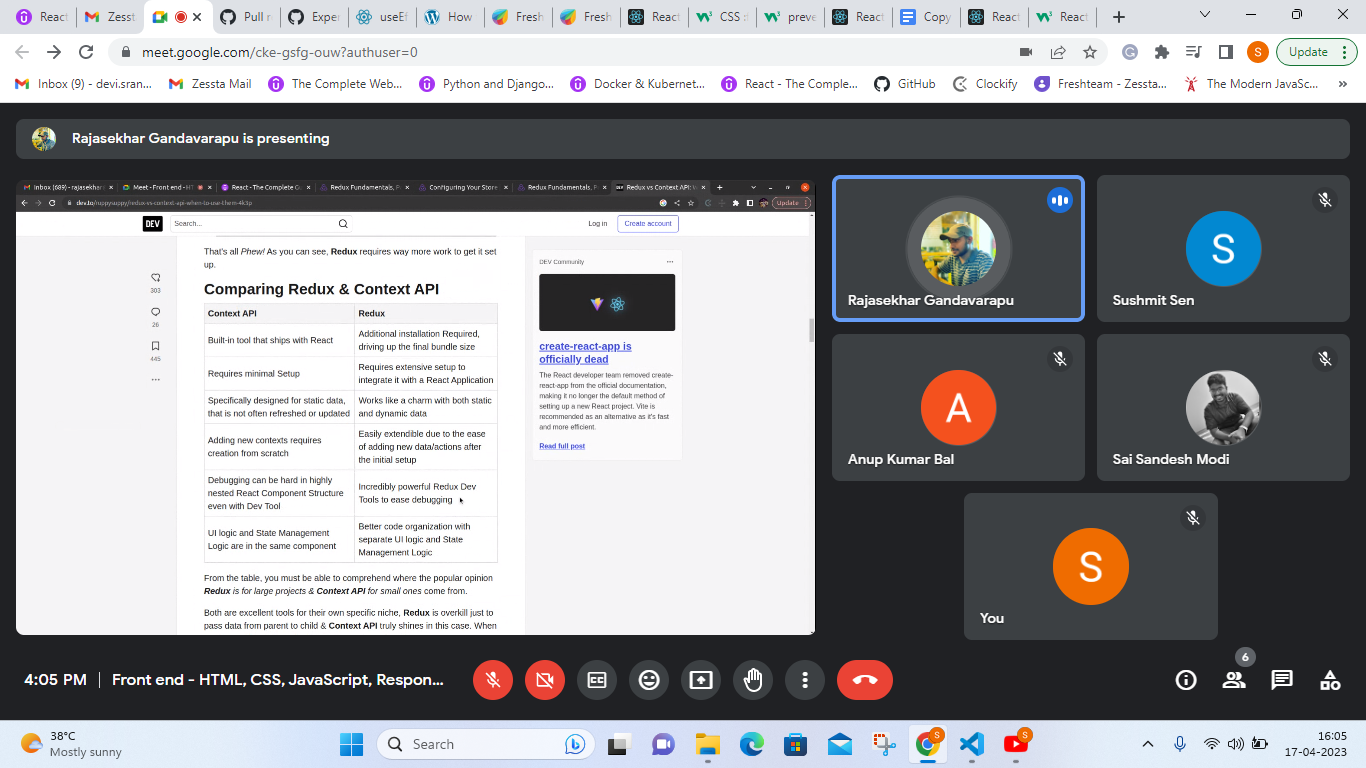 React
Zesst
Pull r
Exper
useEf
How
Fresh
Fresh
React
CSS :
preve
React
Copy
React
React
meet.google.com/cke-gsfg-ouw?authuser=0
S
Update
Inbox (9) - devi.sran...
Zessta Mail
The Complete Web...
Python and Django...
Docker & Kubernet...
React - The Comple...
GitHub
Clockify
Freshteam - Zessta...
The Modern JavaSc...
Rajasekhar Gandavarapu is presenting
Inbox (689) - rajasekhar
Meet - Front end - HT
React - The Complete G
Redux Fundamentals, P
Configuring Your Store
Redux Fundamentals, P
Redux vs Context API: W
dev.to/ruppysuppy/redux-vs-context-api-when-to-use-them-4k3p
Update
DEV
Search...
Log in
Create account
That's all Phew! As you can see, Redux requires way more work to get it set
up.
303
26
445
Comparing Redux & Context API
Context API
Redux
Built-in tool that ships with React
Additional installation Required,
driving up the final bundle size
Requires minimal Setup
Requires extensive setup to
integrate it with a React Application
Specifically designed for static data,
that is not often refreshed or updated
Works like a charm with both static
and dynamic data
Adding new contexts requires
creation from scratch
Easily extendible due to the ease
of adding new data/actions after
the initial setup
Debugging can be hard in highly
nested React Component Structure
even with Dev Tool
Incredibly powerful Redux Dev
Tools to ease debugging
UI logic and State Management
Logic are in the same component
Better code organization with
separate UI logic and State
Management Logic
From the table, you must be able to comprehend where the popular opinion
Redux is for large projects & Context API for small ones come from.
Both are excellent tools for their own specific niche, Redux is overkill just to
pass data from parent to child & Context API truly shines in this case. When
DEV Community
create-react-app is
officially dead
The React developer team removed create-
react-app from the official documentation,
making it no longer the default method of
setting up a new React project. Vite is
recommended as an alternative as it's fast
and more efficient.
Read full post
Rajasekhar Gandavarapu
S
Sushmit Sen
A
Anup Kumar Bal
Sai Sandesh Modi
S
You
4:05 PM
Front end - HTML, CSS, JavaScript, Respon...
6
38°C
Mostly sunny
Search
S
S
16:05
17-04-2023